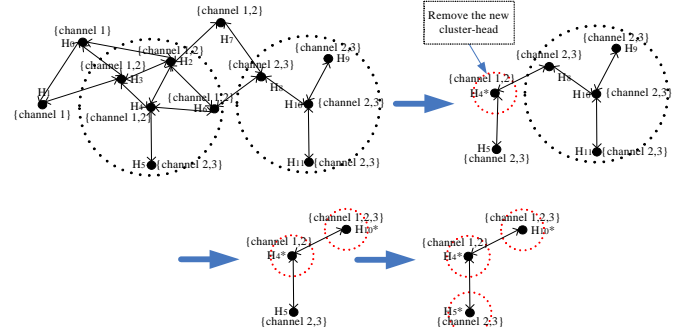 {channel 1}
H0
{channel 1,2}
H3
{channel 1,2}
H2
{channel 1,2}
H7
H1
{channel 1}
H4
{channel 1,2}
{channel 1,2}
H6
H5
{channel 2,3}
{channel 2,3}
H8
{channel 2,3}
H9
H10
{channel 2,3}
H11
{channel 2,3}
Remove the new
cluster-head
{channel 1,2}
H4*
H5
{channel 2,3}
{channel 2,3}
H8
{channel 2,3}
H9
H10
{channel 2,3}
H11
{channel 2,3}
{channel 1,2,3}
H10*
{channel 1,2}
H4*
H5
{channel 2,3}
{channel 1,2,3}
H10*
{channel 1,2}
H4*
H5*
{channel 2,3}